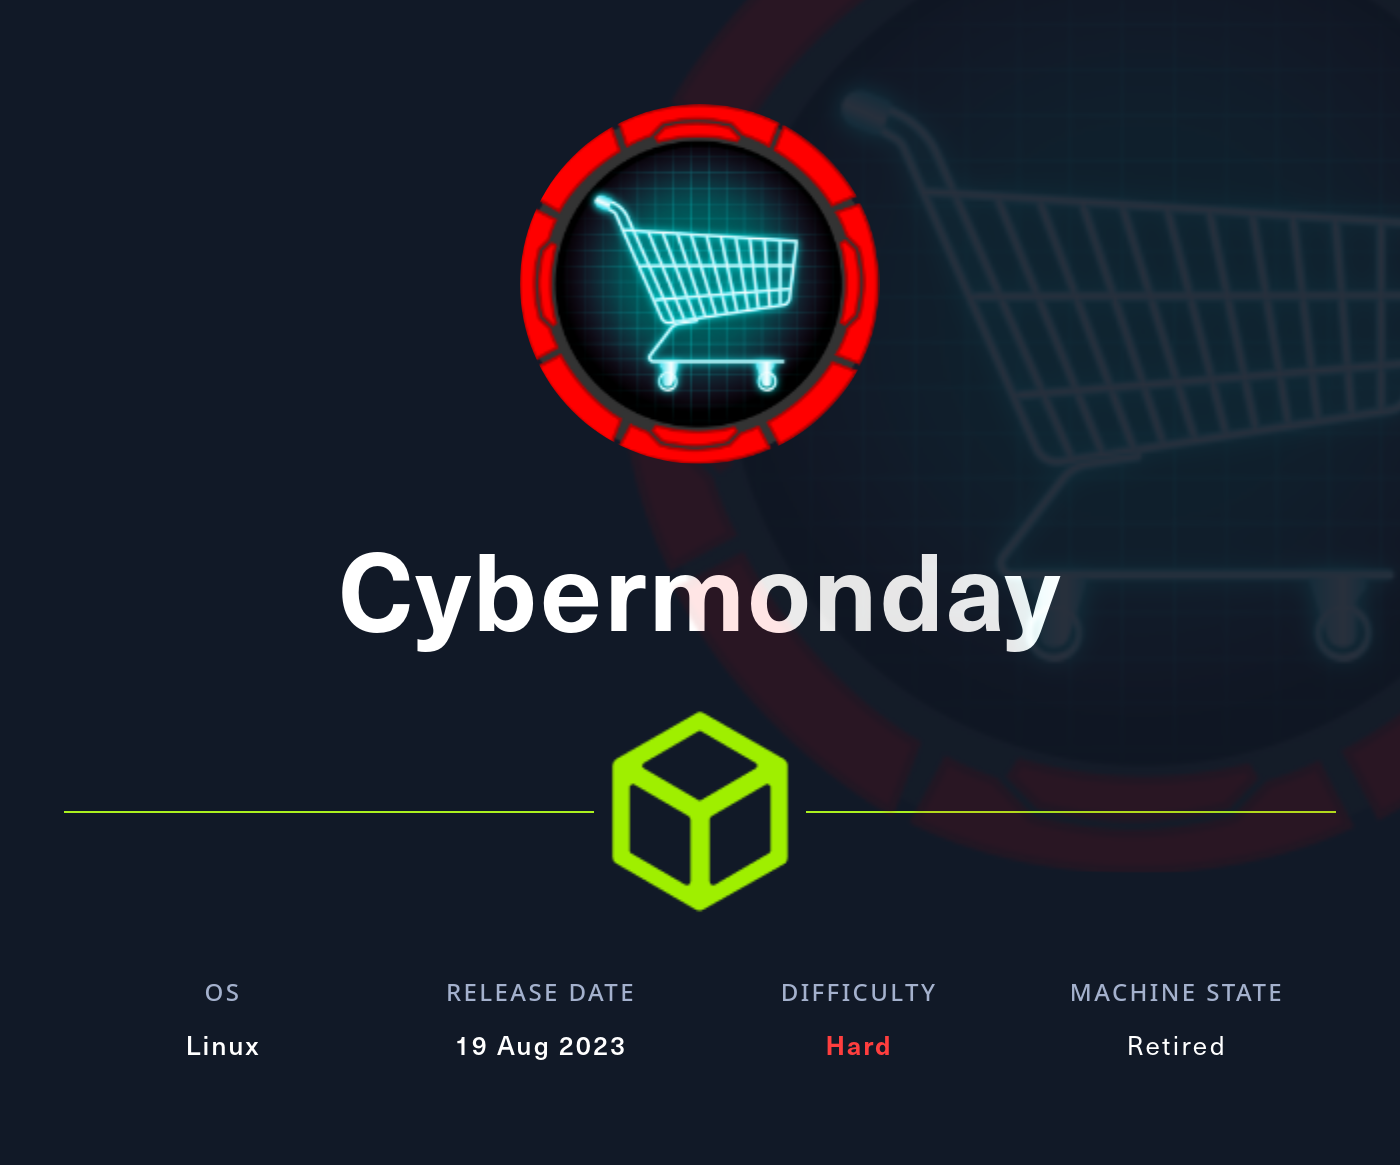 Cybermonday
OS RELEASE DATE DIFFICULTY MACHINE STATE
Linux 19 Aug 2023 Hard Retired